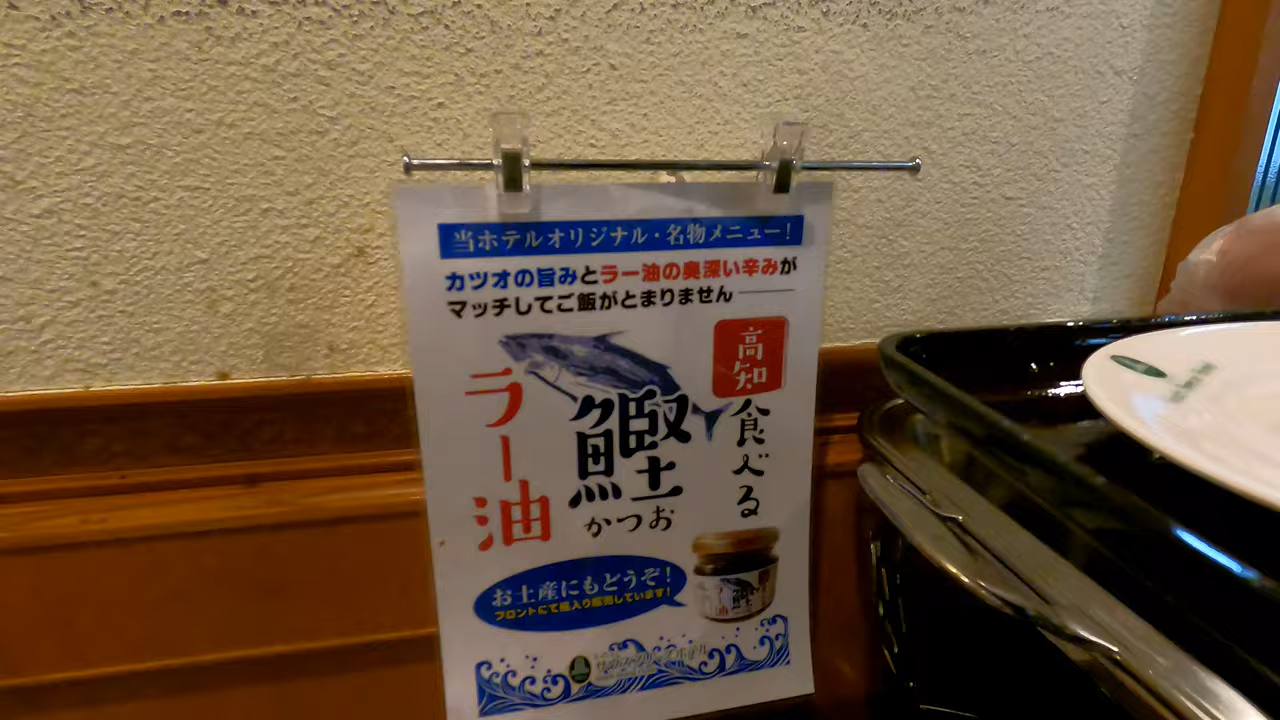 当ホテルオリジナル・名物メニュー!
カツオの旨みとラー油の奥深い辛みが
マッチしてご飯がとまりません
高知
食べる
鰹
かつお
ラー油
お土産にもどうぞ!
フロントにて瓶入り販売しています!
鰹